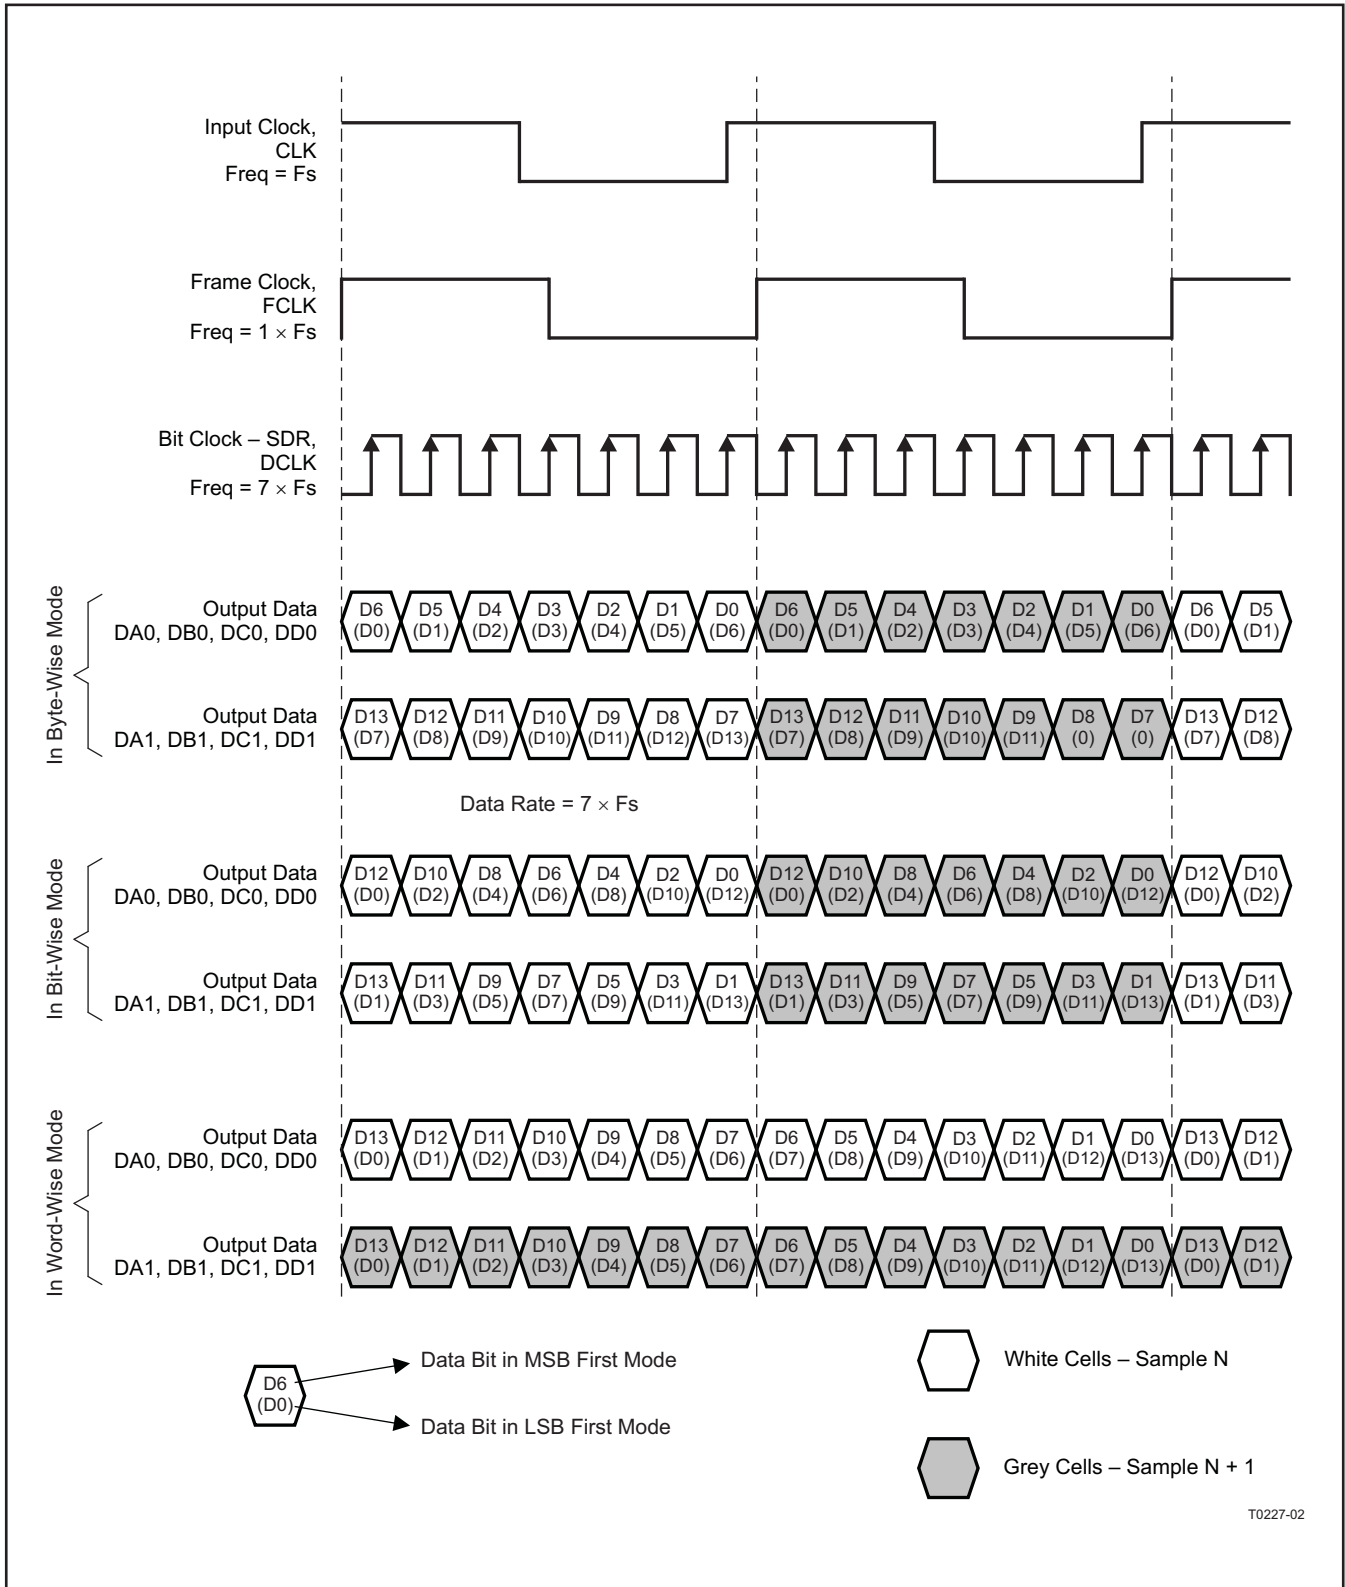 Input Clock,
CLK
Freq = Fs
Frame Clock,
FCLK
Freq = 1 × Fs
Bit Clock – SDR,
DCLK
Freq = 7 × Fs
In Byte-Wise Mode
Output Data
DA0, DB0, DC0, DD0
D6 D5 D4 D3 D2 D1 D0 D6 D5 D4 D3 D2 D1 D0 D6 D5
(D0) (D1) (D2) (D3) (D4) (D5) (D6) (D0) (D1) (D2) (D3) (D4) (D5) (D6) (D0) (D1)
Output Data
DA1, DB1, DC1, DD1
D13 D12 D11 D10 D9 D8 D7 D13 D12 D11 D10 D9 D8 D7 D13 D12
(D7) (D8) (D9) (D10) (D11) (D12) (D13) (D7) (D8) (D9) (D10) (D11) (0) (0) (D7) (D8)
Data Rate = 7 × Fs
In Bit-Wise Mode
Output Data
DA0, DB0, DC0, DD0
D12 D10 D8 D6 D4 D2 D0 D12 D10 D8 D6 D4 D2 D0 D12 D10
(D0) (D2) (D4) (D6) (D8) (D10) (D12) (D0) (D2) (D4) (D6) (D8) (D10) (D12) (D0) (D2)
Output Data
DA1, DB1, DC1, DD1
D13 D11 D9 D7 D5 D3 D1 D13 D11 D9 D7 D5 D3 D1 D13 D11
(D1) (D3) (D5) (D7) (D9) (D11) (D13) (D1) (D3) (D5) (D7) (D9) (D11) (D13) (D1) (D3)
In Word-Wise Mode
Output Data
DA0, DB0, DC0, DD0
D13 D12 D11 D10 D9 D8 D7 D6 D5 D4 D3 D2 D1 D0 D13 D12
(D0) (D1) (D2) (D3) (D4) (D5) (D6) (D7) (D8) (D9) (D10) (D11) (D12) (D13) (D0) (D1)
Output Data
DA1, DB1, DC1, DD1
D13 D12 D11 D10 D9 D8 D7 D6 D5 D4 D3 D2 D1 D0 D13 D12
(D0) (D1) (D2) (D3) (D4) (D5) (D6) (D7) (D8) (D9) (D10) (D11) (D12) (D13) (D0) (D1)
D6
(D0)
Data Bit in MSB First Mode
Data Bit in LSB First Mode
White Cells – Sample N
Grey Cells – Sample N + 1
T0227-02